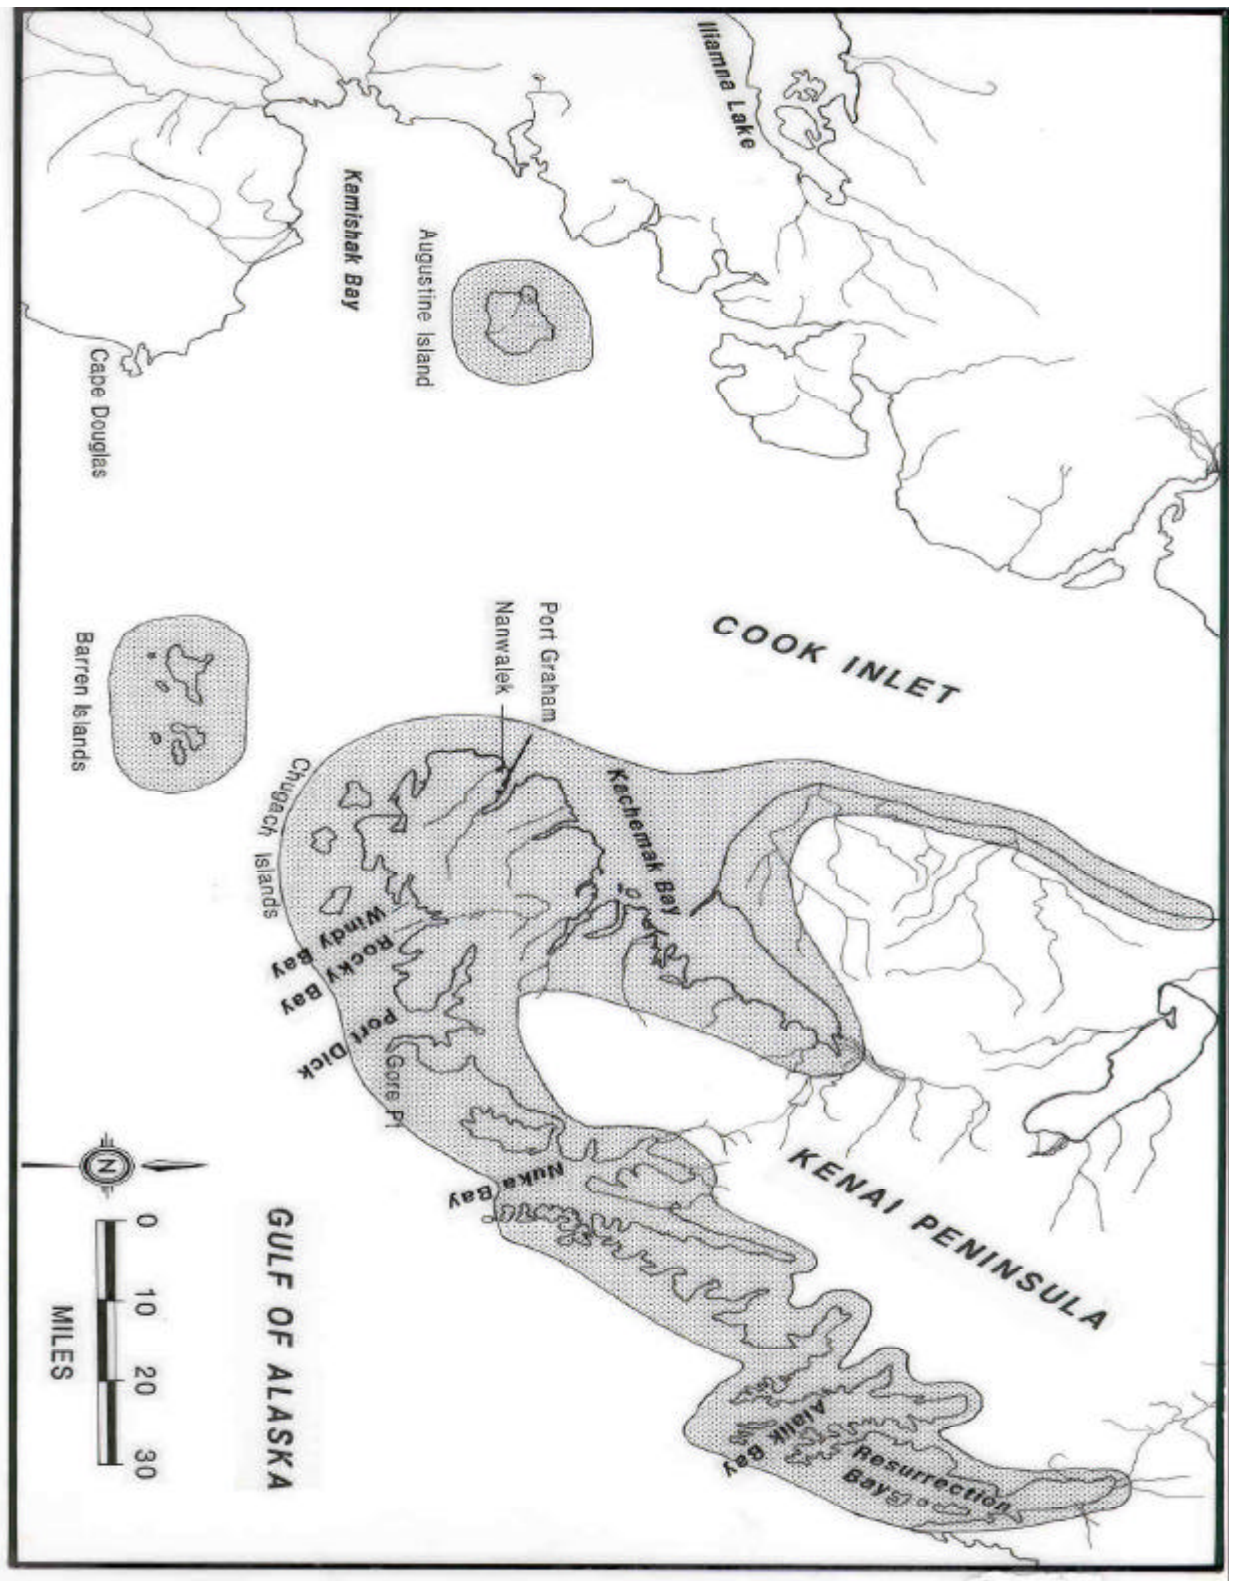 Iliamna Lake
Kamishak Bay
Augustine Island
Cape Douglas
COOK INLET
Port Graham
Nanwalek
Barren Islands
Kachemak Bay
Chugach Islands
Windy Bay
Rocky Bay
Port Dick
Gore Pt
Nuka Bay
KENAI PENINSULA
Aialik Bay
Resurrection
Bay
GULF OF ALASKA
N
0 10 20 30
MILES